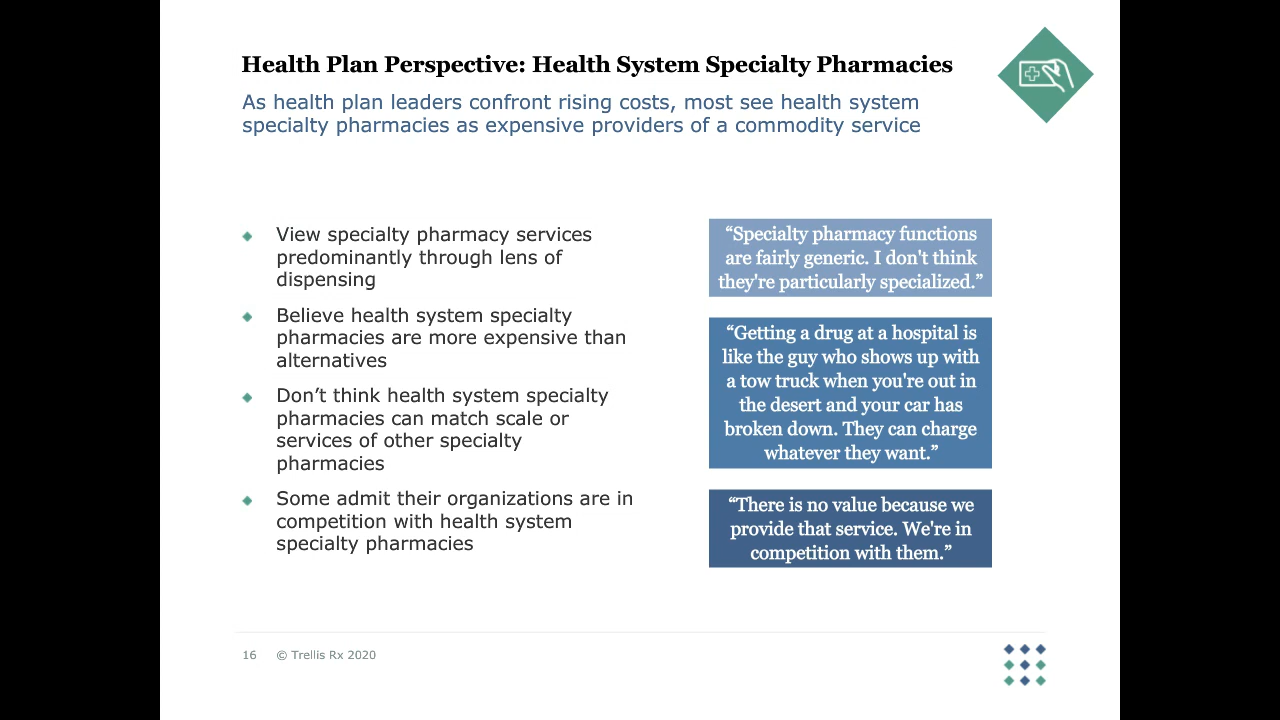 Health Plan Perspective: Health System Specialty Pharmacies
As health plan leaders confront rising costs, most see health system
specialty pharmacies as expensive providers of a commodity service
View specialty pharmacy services
predominantly through lens of
dispensing
Believe health system specialty
pharmacies are more expensive than
alternatives
Don’t think health system specialty
pharmacies can match scale or
services of other specialty
pharmacies
Some admit their organizations are in
competition with health system
specialty pharmacies
“Specialty pharmacy functions
are fairly generic. I don't think
they're particularly specialized.”
“Getting a drug at a hospital is
like the guy who shows up with
a tow truck when you're out in
the desert and your car has
broken down. They can charge
whatever they want.”
“There is no value because we
provide that service. We're in
competition with them.”
16 © Trellis Rx 2020